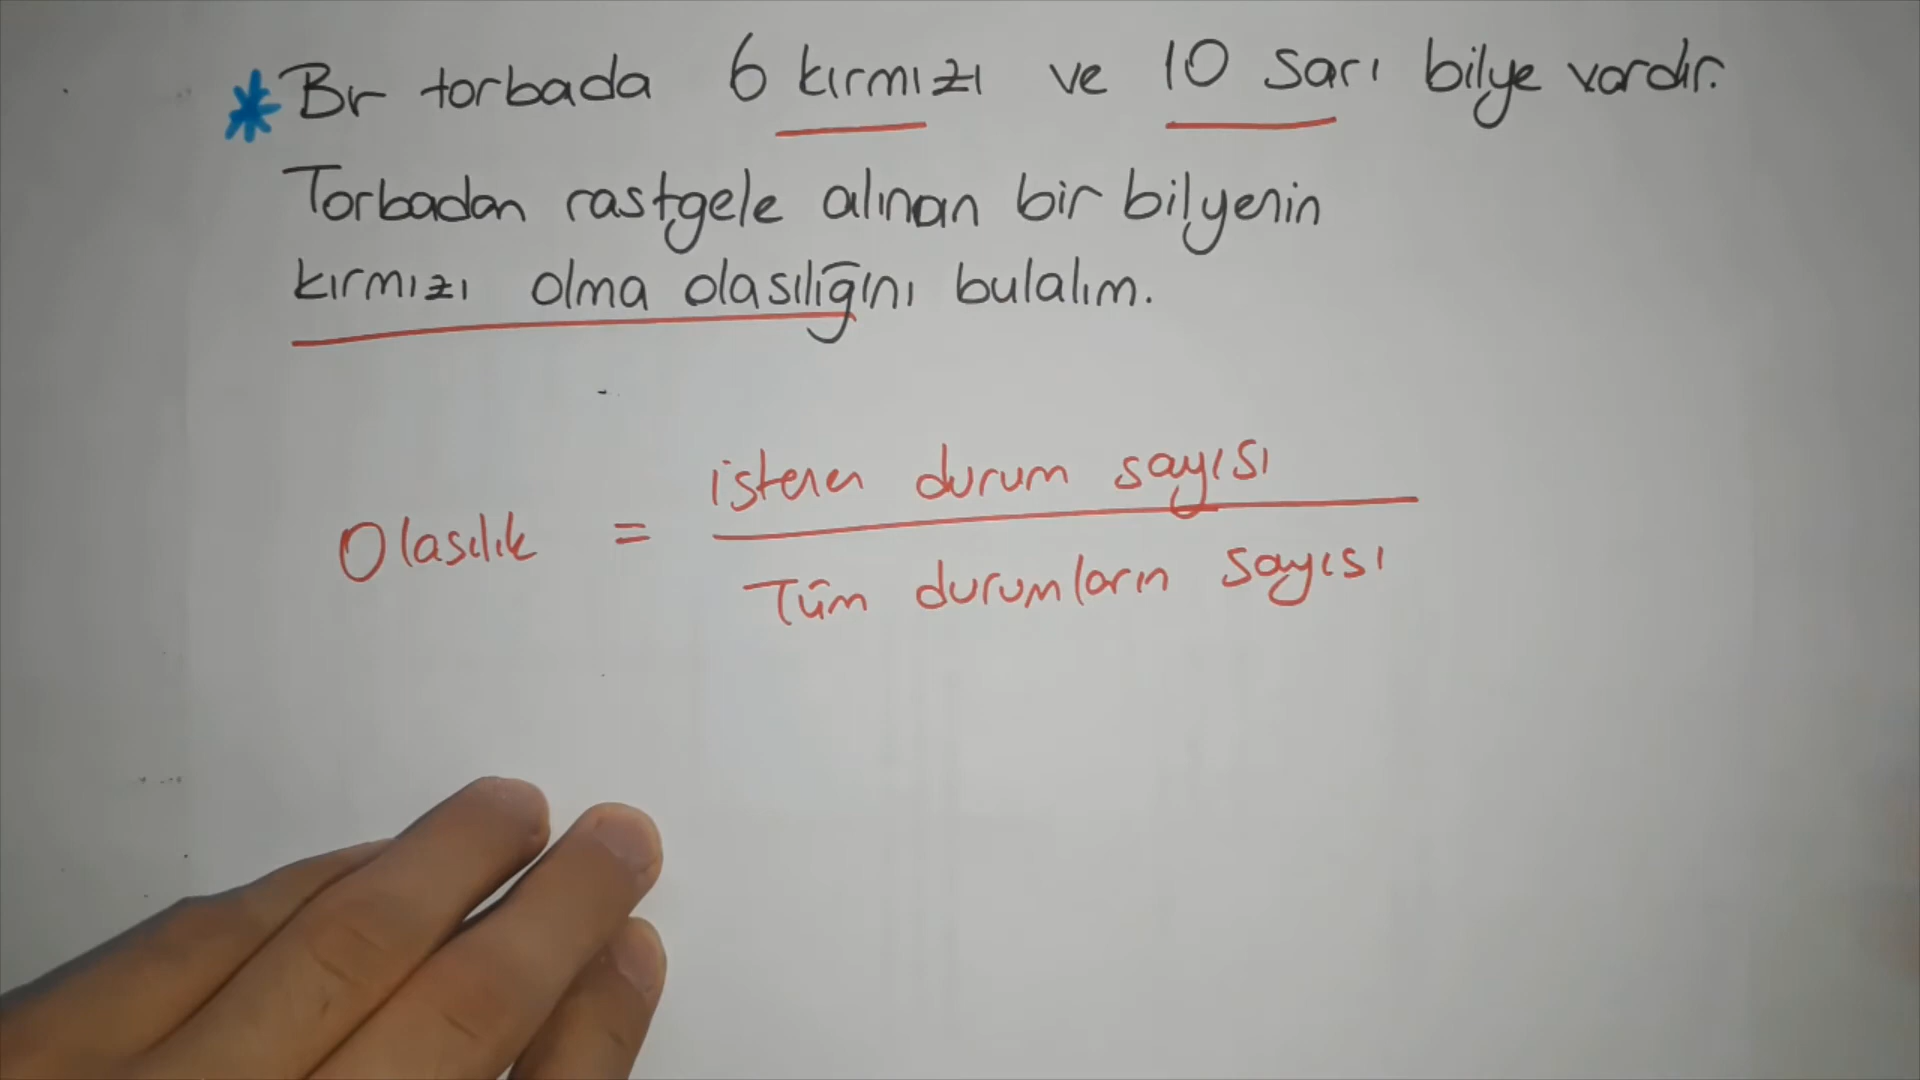 * Bir torbada 6 kırmızı ve 10 sarı bilye vardır.
Torbadan rastgele alınan bir bilyenin
kırmızı olma olasılığını bulalım.
Olasılık = istenen durum sayısı
Tüm durumların sayısı